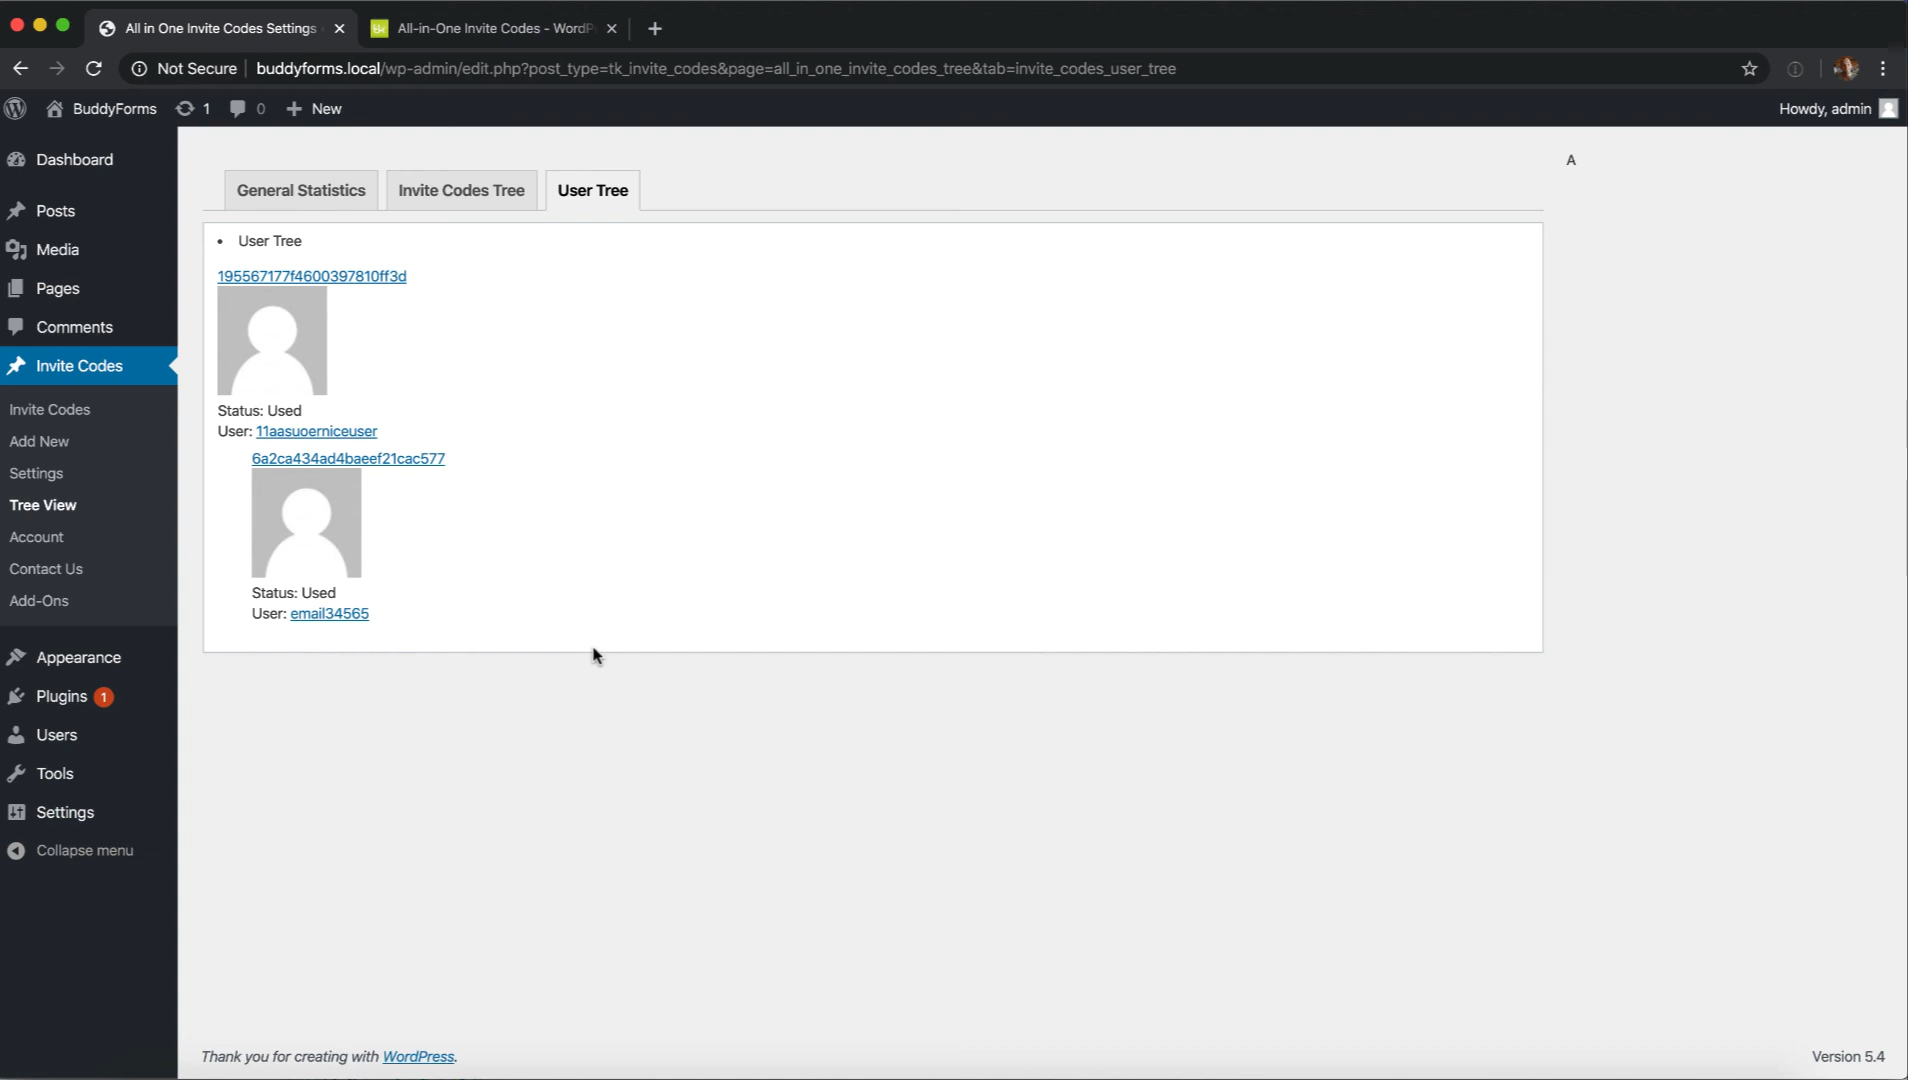 All in One Invite Codes Settings
All-in-One Invite Codes - WordP
Not Secure
buddyforms.local/wp-admin/edit.php?post_type=tk_invite_codes&page=all_in_one_invite_codes_tree&tab=invite_codes_user_tree
BuddyForms
1
0
New
Howdy, admin
Dashboard
Posts
Media
Pages
Comments
Invite Codes
Invite Codes
Add New
Settings
Tree View
Account
Contact Us
Add-Ons
Appearance
Plugins 1
Users
Tools
Settings
Collapse menu
General Statistics
Invite Codes Tree
User Tree
A
• User Tree
195567177f4600397810ff3d
Status: Used
User: 11aasuoerniceuser
6a2ca434ad4baeef21cac577
Status: Used
User: email34565
Thank you for creating with WordPress.
Version 5.4